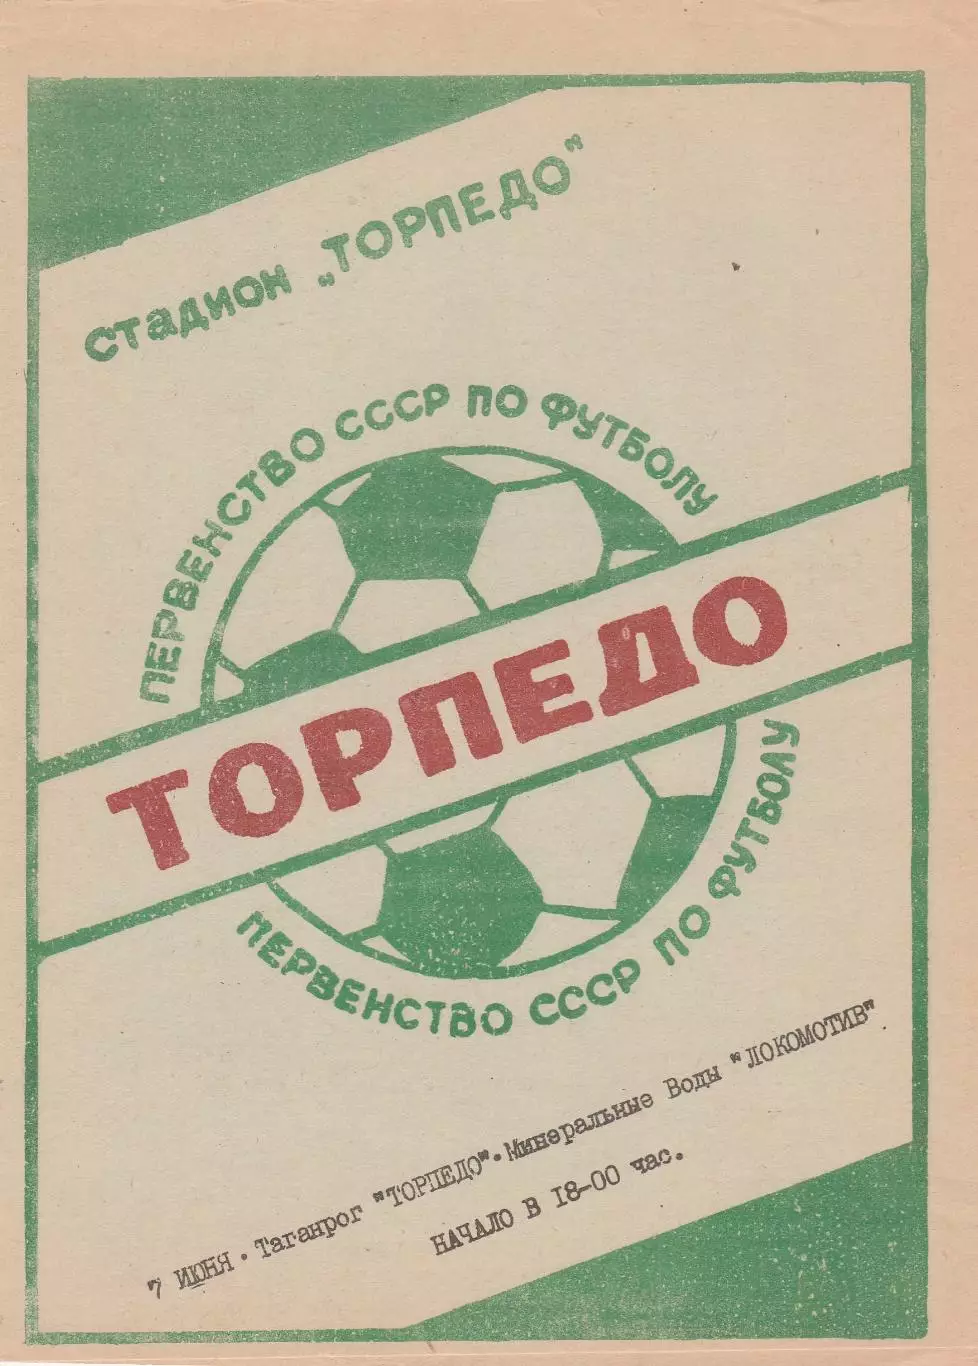 стадион „ТОРПЕДО"
ПЕРВЕНСТВО СССР ПО ФУТБОЛУ
ТОРПЕДО
ПЕРВЕНСТВО СССР ПО ФУТБОЛУ
7 ИЮНЯ. Таганрог "ТОРПЕДО".Минеральные Воды "ЛОКОМОТИВ"
НАЧАЛО В 18-00 час.